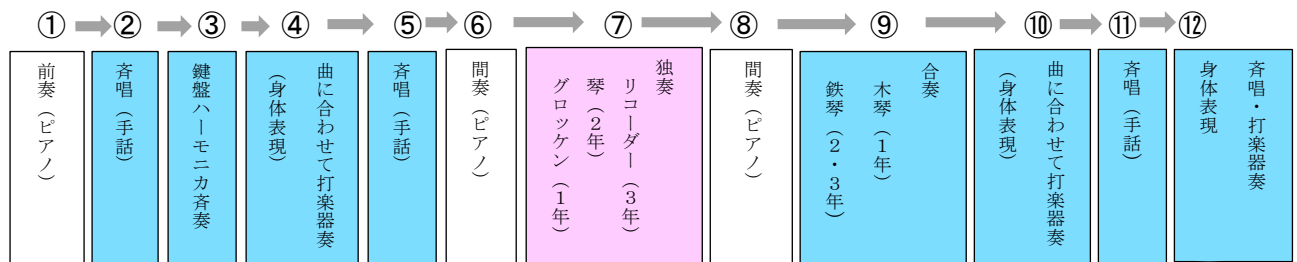 ① ② ③ ④ ⑤ ⑥ ⑦ ⑧ ⑨ ⑩ ⑪ ⑫
前奏（ピアノ）
斉唱（手話）
鍵盤ハーモニカ斉奏
曲に合わせて打楽器奏
（身体表現）
斉唱（手話）
間奏（ピアノ）
独奏
リコーダー（３年）
琴（２年）
グロッケン（１年）
間奏（ピアノ）
合奏
木琴（１年）
鉄琴（２・３年）
曲に合わせて打楽器奏
（身体表現）
斉唱（手話）
斉唱・打楽器奏
身体表現